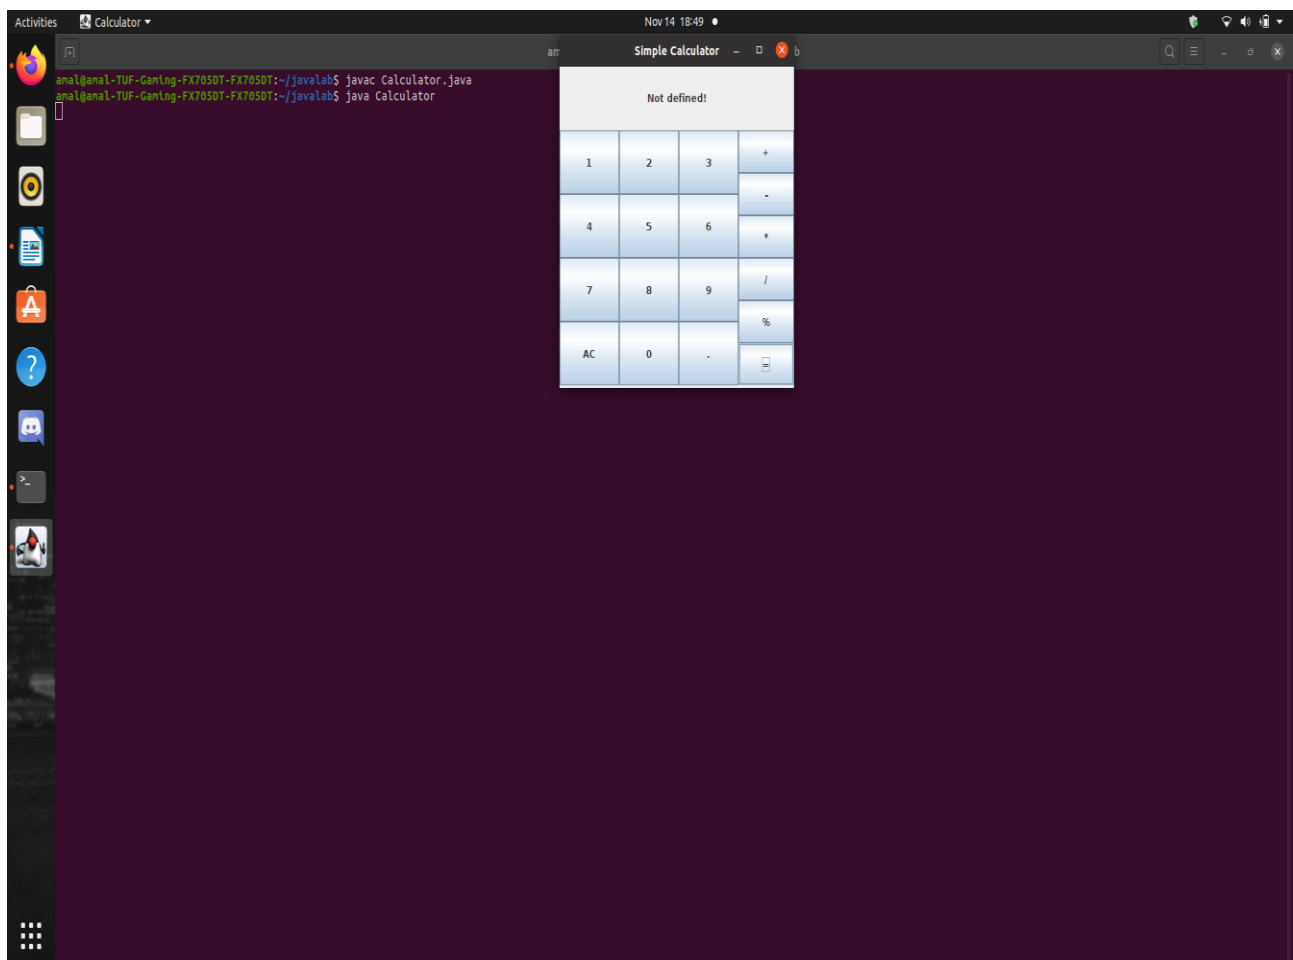 Activities Calculator Nov 14 18:49
Simple Calculator
amal@amal-TUF-Gaming-FX705DT-FX705DT:~/javalab$ javac Calculator.java
amal@amal-TUF-Gaming-FX705DT-FX705DT:~/javalab$ java Calculator
Not defined!
1 2 3 +
-
4 5 6 *
7 8 9 /
%
AC 0 . =